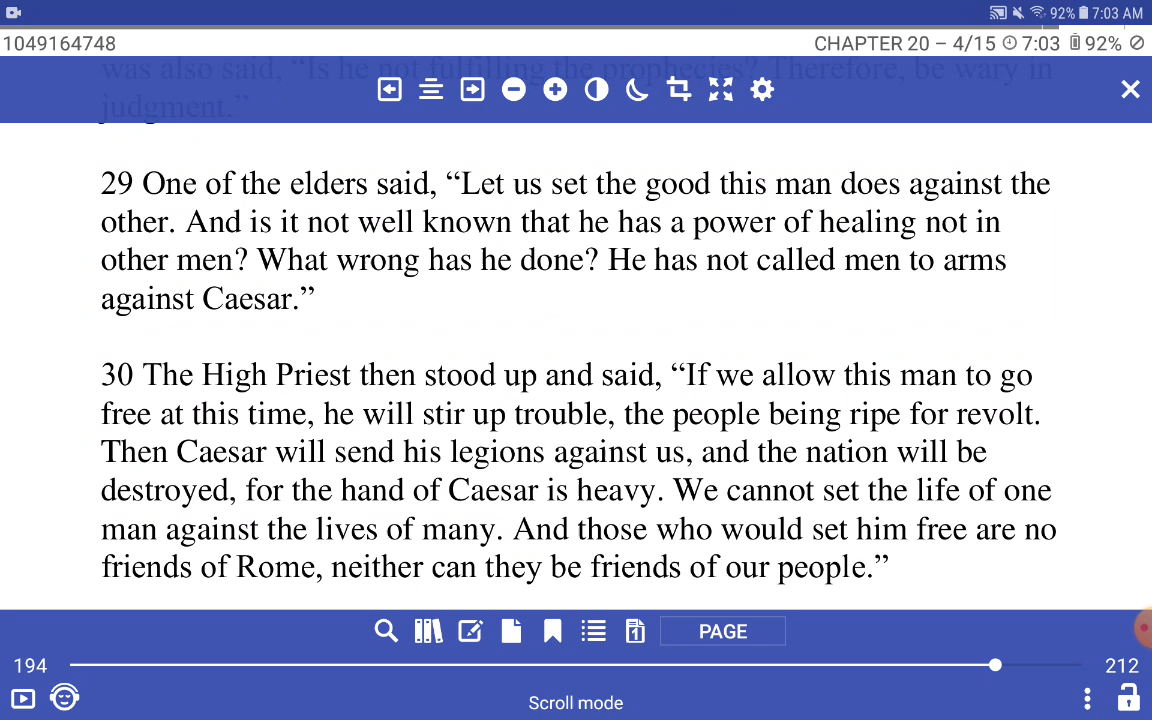 92% 7:03 AM
1049164748 CHAPTER 20 – 4/15 7:03 92%
was also said, “Is he not fulfilling the prophecies? Therefore, be wary in
judgment.”
29 One of the elders said, “Let us set the good this man does against the
other. And is it not well known that he has a power of healing not in
other men? What wrong has he done? He has not called men to arms
against Caesar.”
30 The High Priest then stood up and said, “If we allow this man to go
free at this time, he will stir up trouble, the people being ripe for revolt.
Then Caesar will send his legions against us, and the nation will be
destroyed, for the hand of Caesar is heavy. We cannot set the life of one
man against the lives of many. And those who would set him free are no
friends of Rome, neither can they be friends of our people.”
1 PAGE
194 212
Scroll mode